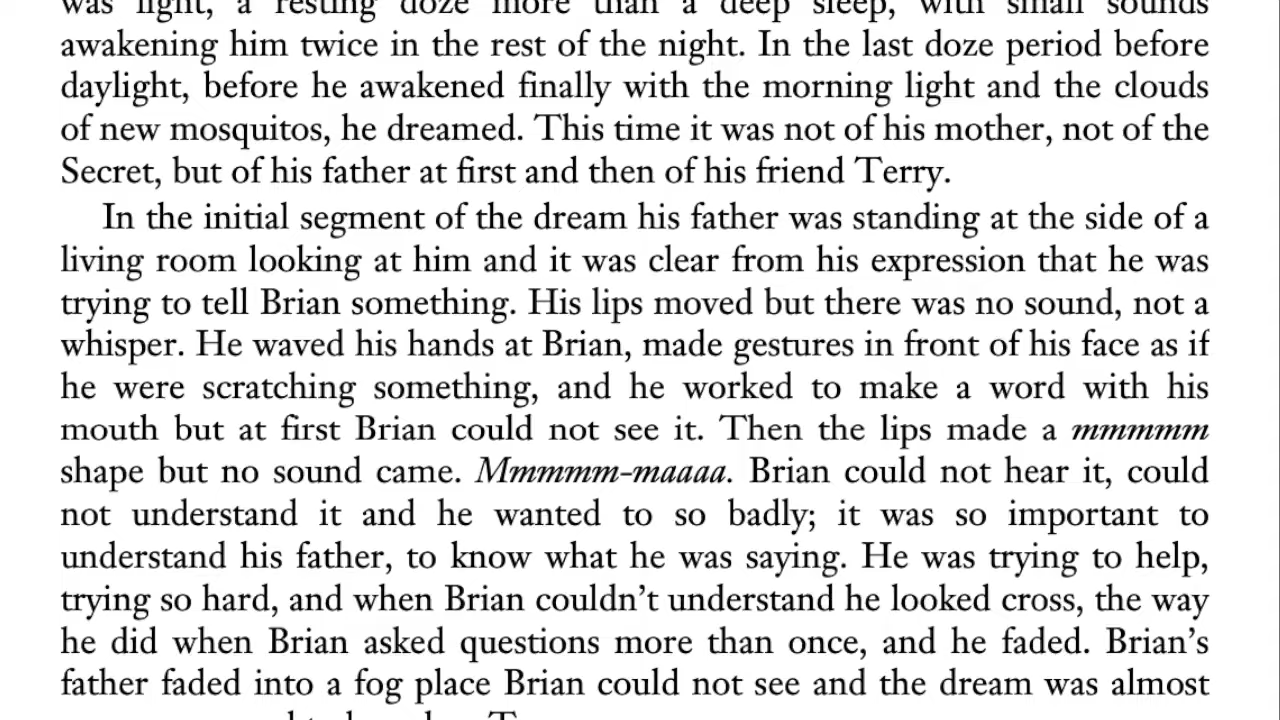 was light, a resting doze more than a deep sleep, with small sounds
awakening him twice in the rest of the night. In the last doze period before
daylight, before he awakened finally with the morning light and the clouds
of new mosquitos, he dreamed. This time it was not of his mother, not of the
Secret, but of his father at first and then of his friend Terry.
In the initial segment of the dream his father was standing at the side of a
living room looking at him and it was clear from his expression that he was
trying to tell Brian something. His lips moved but there was no sound, not a
whisper. He waved his hands at Brian, made gestures in front of his face as if
he were scratching something, and he worked to make a word with his
mouth but at first Brian could not see it. Then the lips made a mmmmm
shape but no sound came. Mmmmm-maaaa. Brian could not hear it, could
not understand it and he wanted to so badly; it was so important to
understand his father, to know what he was saying. He was trying to help,
trying so hard, and when Brian couldn’t understand he looked cross, the way
he did when Brian asked questions more than once, and he faded. Brian’s
father faded into a fog place Brian could not see and the dream was almost